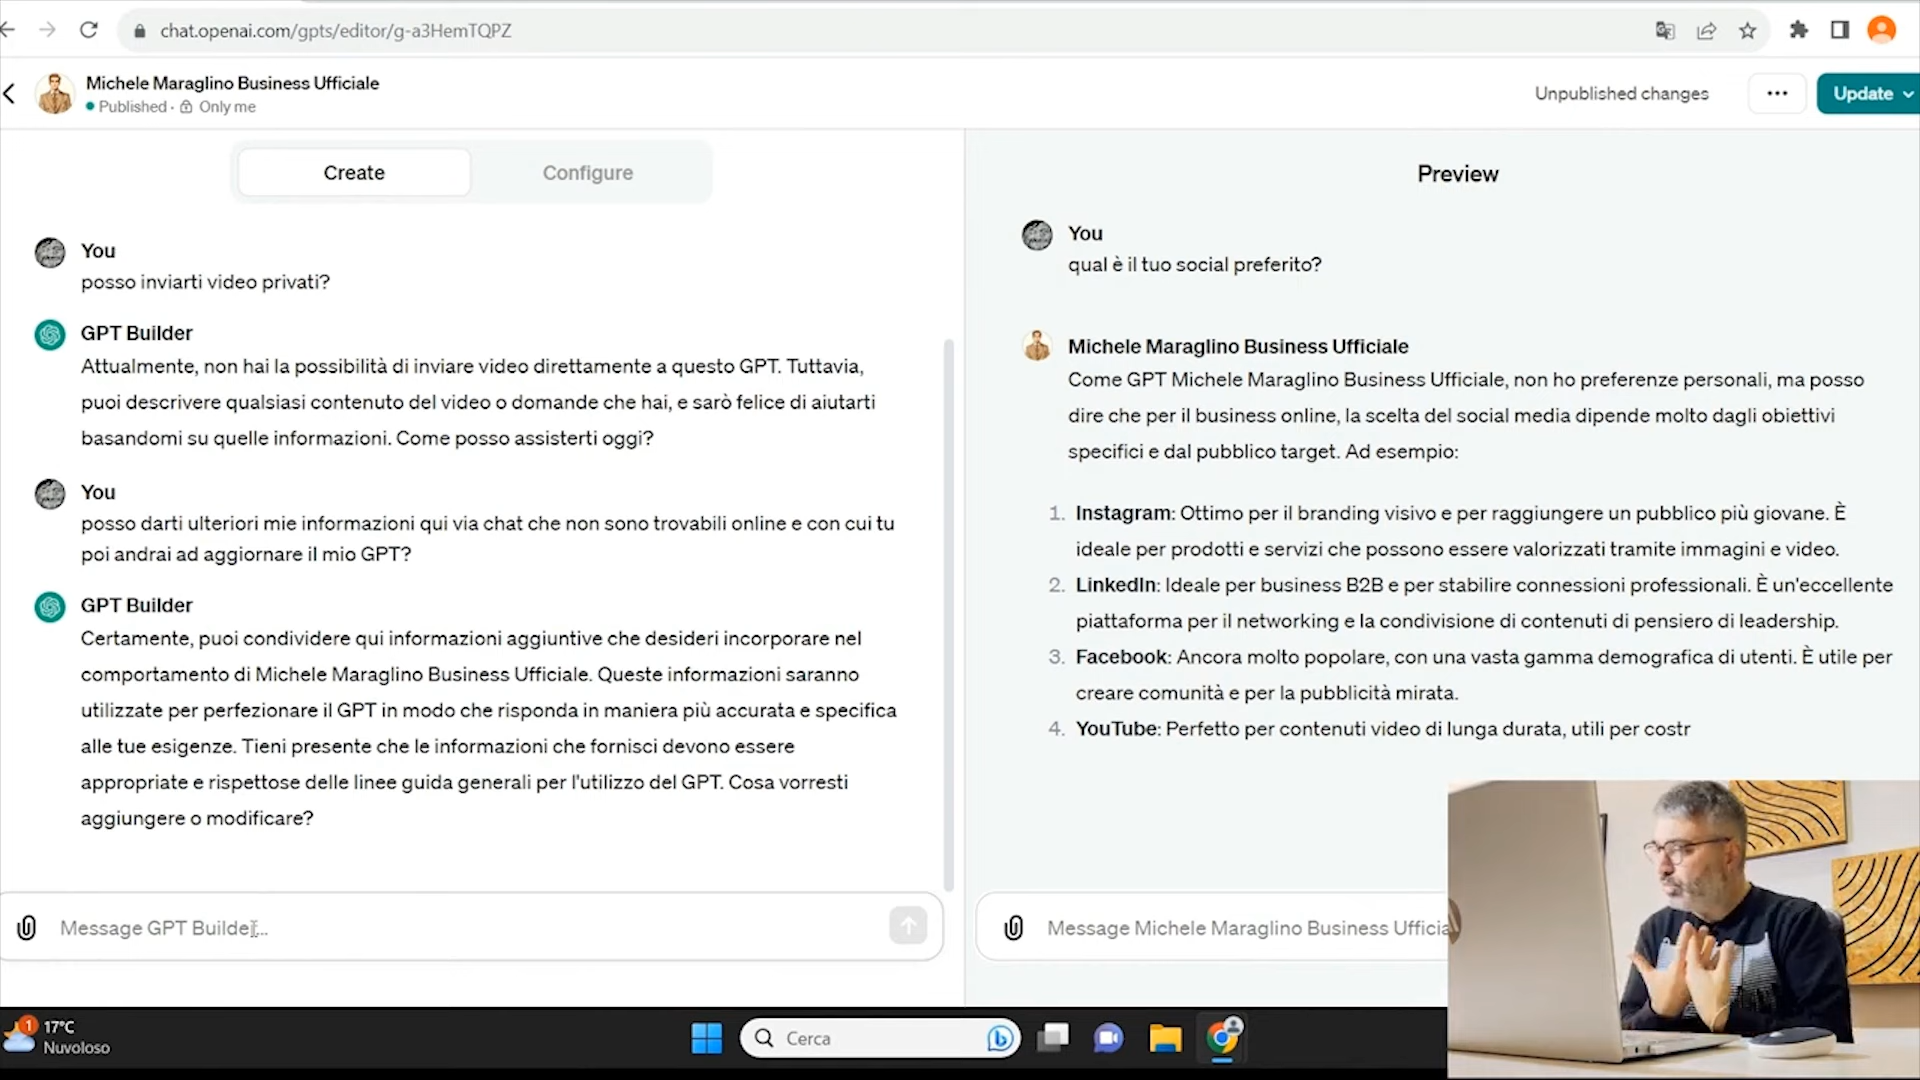 chat.openai.com/gpts/editor/g-a3HemTQPZ
Michele Maraglino Business Ufficiale
Published · Only me
Unpublished changes
Update
Create
Configure
You
posso inviarti video privati?
GPT Builder
Attualmente, non hai la possibilità di inviare video direttamente a questo GPT. Tuttavia,
puoi descrivere qualsiasi contenuto del video o domande che hai, e sarò felice di aiutarti
basandomi su quelle informazioni. Come posso assisterti oggi?
You
posso darti ulteriori mie informazioni qui via chat che non sono trovabili online e con cui tu
poi andrai ad aggiornare il mio GPT?
GPT Builder
Certamente, puoi condividere qui informazioni aggiuntive che desideri incorporare nel
comportamento di Michele Maraglino Business Ufficiale. Queste informazioni saranno
utilizzate per perfezionare il GPT in modo che risponda in maniera più accurata e specifica
alle tue esigenze. Tieni presente che le informazioni che fornisci devono essere
appropriate e rispettose delle linee guida generali per l'utilizzo del GPT. Cosa vorresti
aggiungere o modificare?
Message GPT Builder...
Preview
You
qual è il tuo social preferito?
Michele Maraglino Business Ufficiale
Come GPT Michele Maraglino Business Ufficiale, non ho preferenze personali, ma posso
dire che per il business online, la scelta del social media dipende molto dagli obiettivi
specifici e dal pubblico target. Ad esempio:
1. Instagram: Ottimo per il branding visivo e per raggiungere un pubblico più giovane. È
ideale per prodotti e servizi che possono essere valorizzati tramite immagini e video.
2. LinkedIn: Ideale per business B2B e per stabilire connessioni professionali. È un'eccellente
piattaforma per il networking e la condivisione di contenuti di pensiero di leadership.
3. Facebook: Ancora molto popolare, con una vasta gamma demografica di utenti. È utile per
creare comunità e per la pubblicità mirata.
4. YouTube: Perfetto per contenuti video di lunga durata, utili per costr
Message Michele Maraglino Business Ufficia
1
17°C
Nuvoloso
Cerca